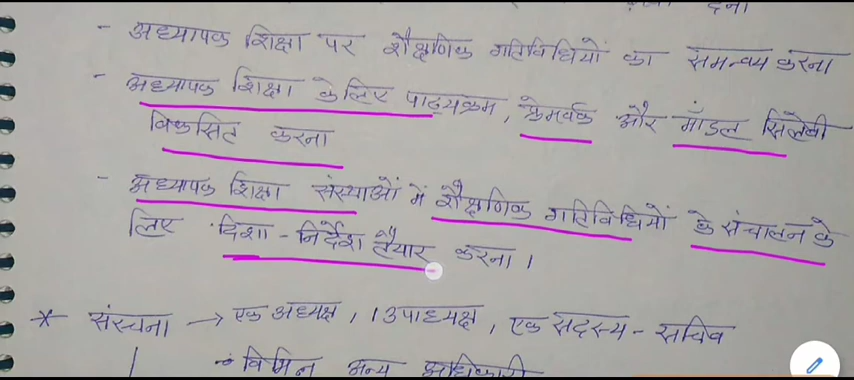 देना
- अध्यापक शिक्षा पर शैक्षणिक गतिविधियों का समन्वय करना
- अध्यापक शिक्षा के लिए पाठ्यक्रम, फ्रेमवर्क और मॉडल सिलेबी
विकसित करना
- अध्यापक शिक्षा संस्थाओं में शैक्षणिक गतिविधियों के संचालन के
लिए दिशा - निर्देश तैयार करना।
* संरचना → एक अध्यक्ष, 1 उपाध्यक्ष, एक सदस्य - सचिव
विभिन्न अन्य अधिकारी